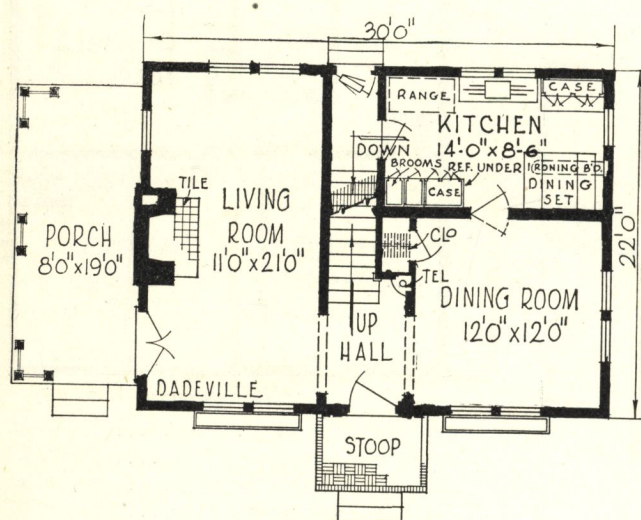 30'0"
RANGE
CASE
KITCHEN
14'-0"x8'-6"
DOWN
BROOMS
REF. UNDER
IRONING B'D.
CASE
DINING
SET
TILE
LIVING
ROOM
11'0"x21'0"
PORCH
8'0"x19'0"
CLO
TEL
22'0"
DINING ROOM
12'0"x12'0"
UP
HALL
DADEVILLE
STOOP